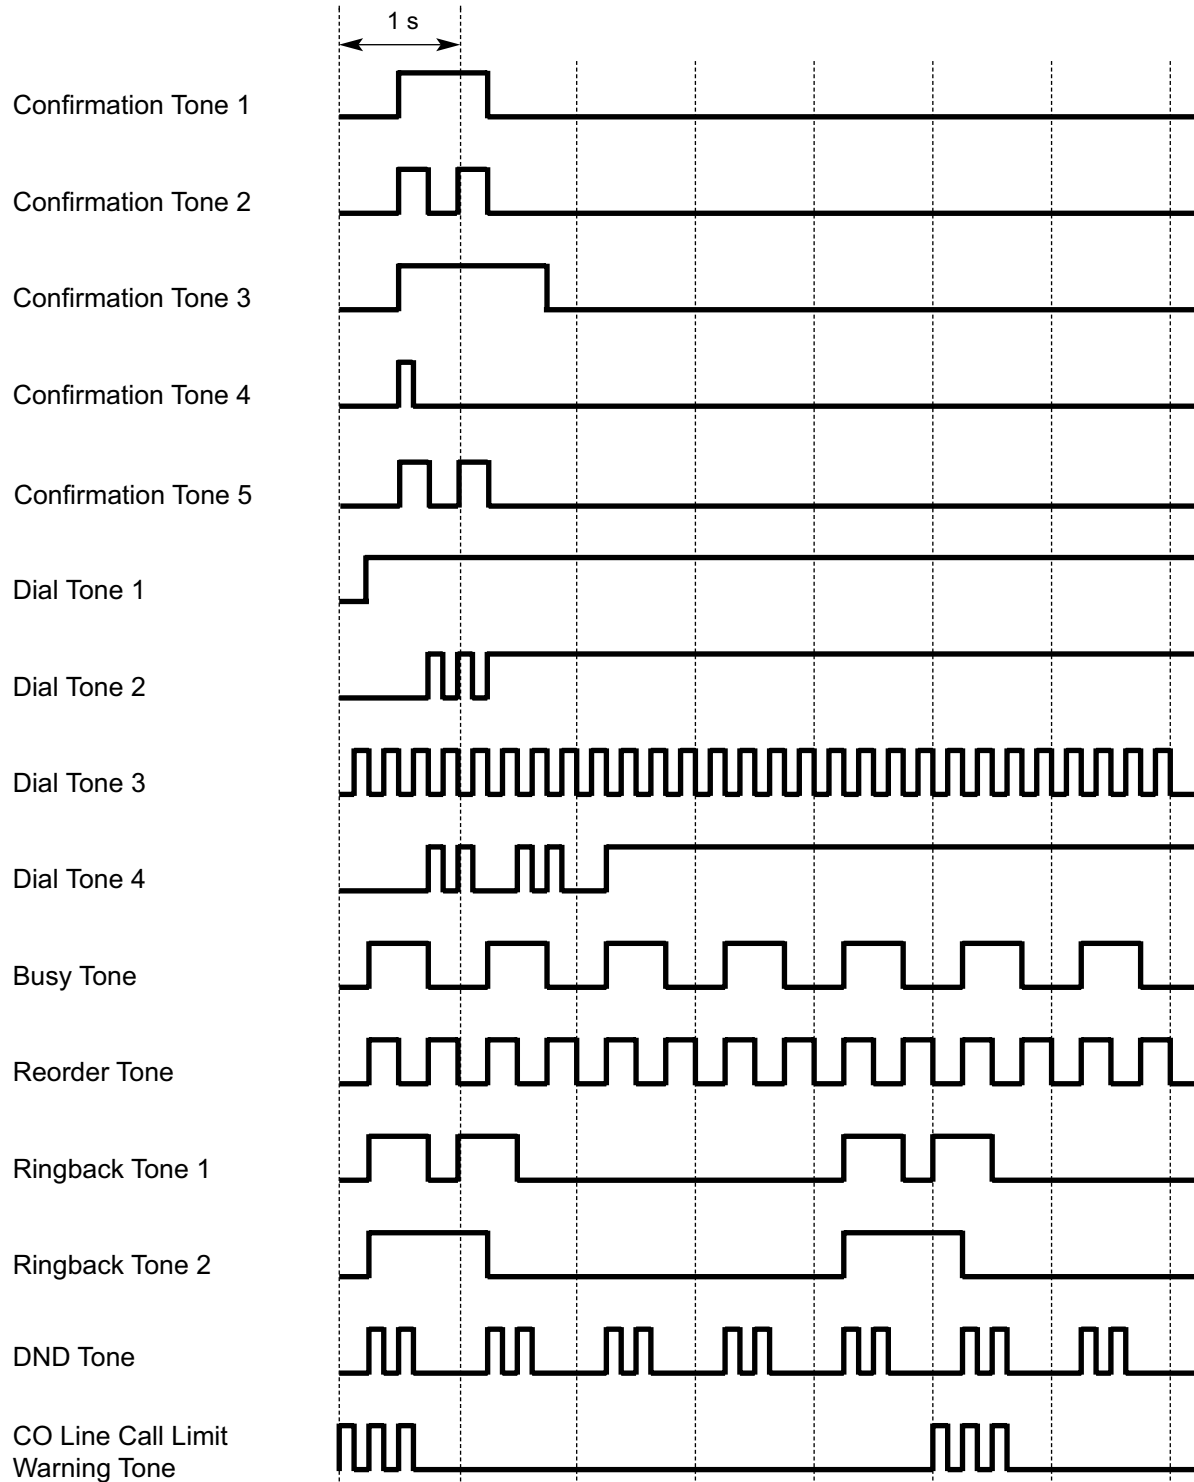 1 s
Confirmation Tone 1
Confirmation Tone 2
Confirmation Tone 3
Confirmation Tone 4
Confirmation Tone 5
Dial Tone 1
Dial Tone 2
Dial Tone 3
Dial Tone 4
Busy Tone
Reorder Tone
Ringback Tone 1
Ringback Tone 2
DND Tone
CO Line Call Limit
Warning Tone